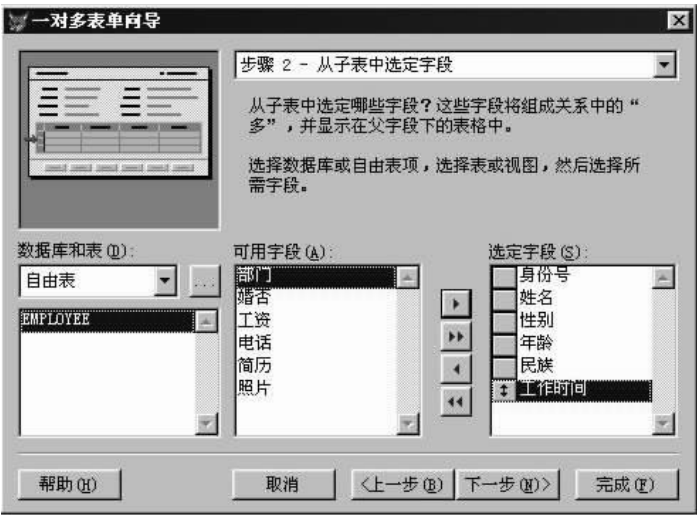 一对多表单向导
步骤 2 - 从子表中选定字段
从子表中选定哪些字段？这些字段将组成关系中的“
多”，并显示在父字段下的表格中。
选择数据库或自由表项，选择表或视图，然后选择所
需字段。
数据库和表(D):
自由表
...
EMPLOYEE
可用字段(A):
部门
婚否
工资
电话
简历
照片
选定字段(S):
身份号
姓名
性别
年龄
民族
工作时间
帮助(H)
取消
<上一步(B)
下一步(N)>
完成(F)